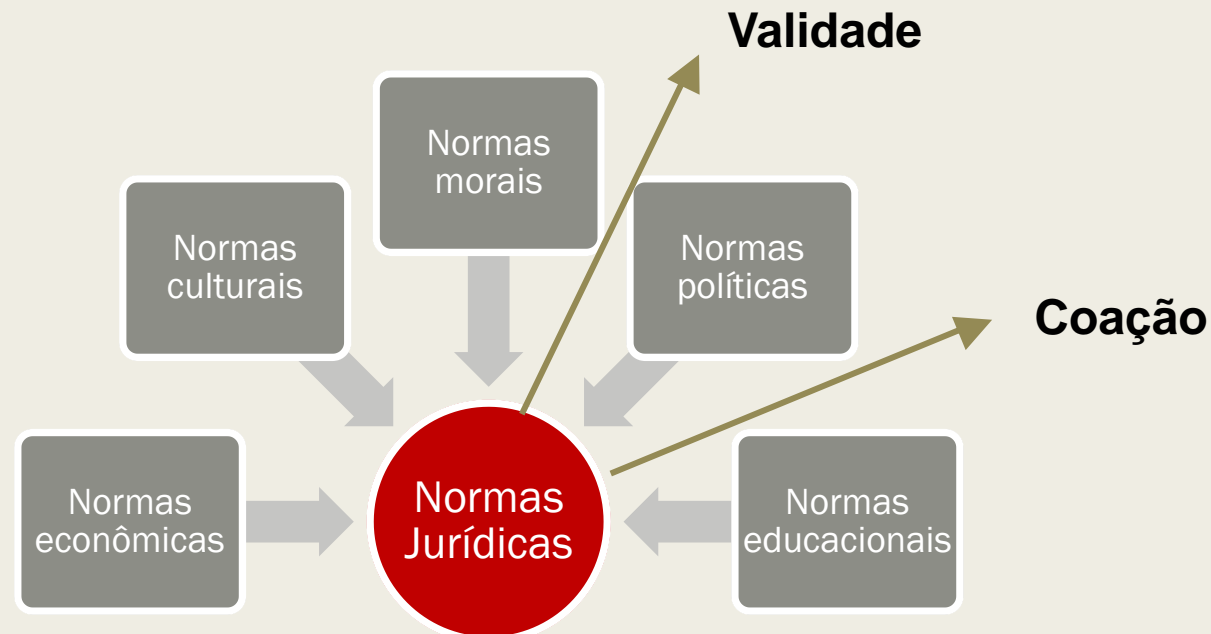 Validade
Normas
morais
Normas
culturais
Normas
políticas
Coação
Normas
econômicas
Normas
Jurídicas
Normas
educacionais